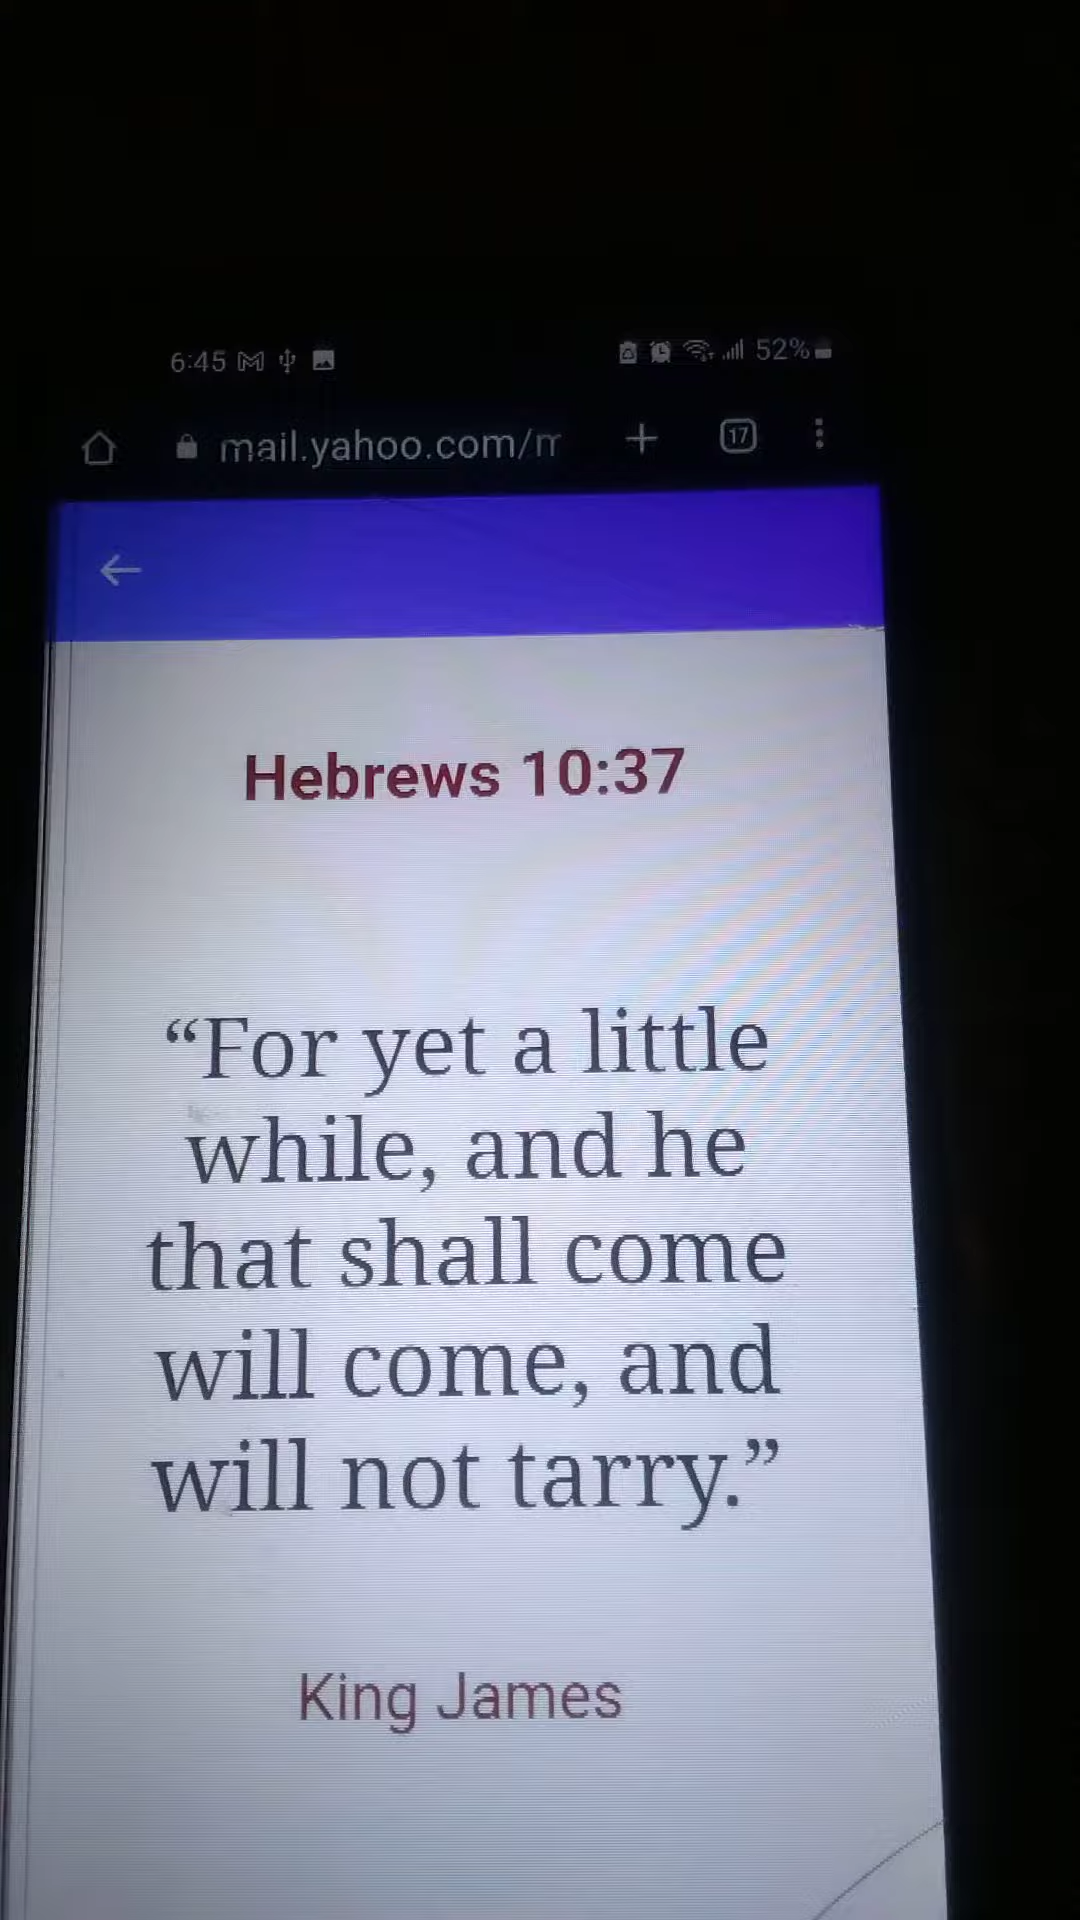 6:45 52%
mail.yahoo.com/m 17
Hebrews 10:37
“For yet a little
while, and he
that shall come
will come, and
will not tarry.”
King James